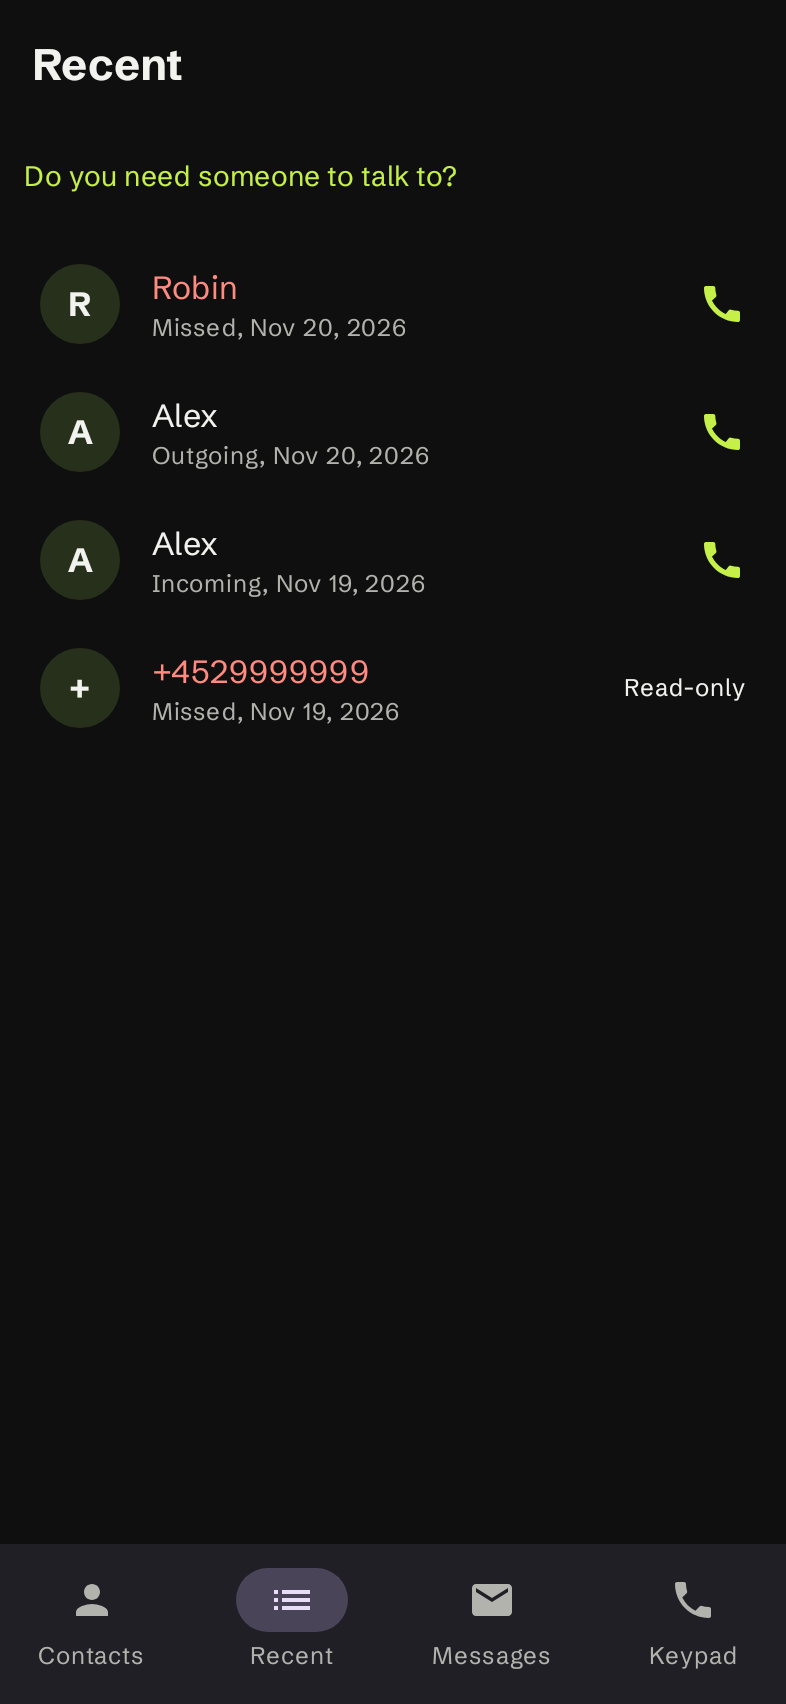 Recent
Do you need someone to talk to?
R
Robin
Missed, Nov 20, 2026
A
Alex
Outgoing, Nov 20, 2026
A
Alex
Incoming, Nov 19, 2026
+
+4529999999
Missed, Nov 19, 2026
Read-only
Contacts
Recent
Messages
Keypad